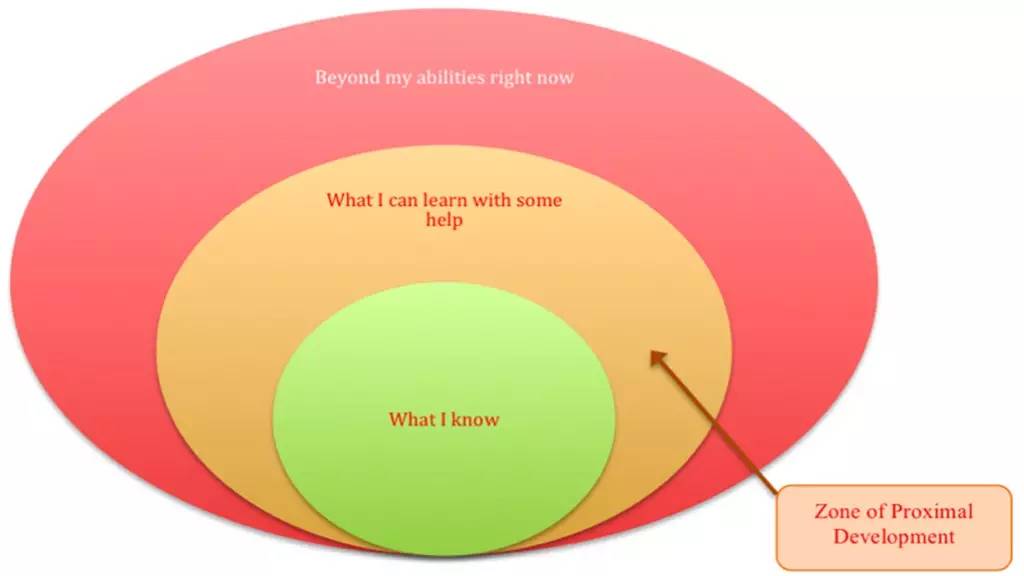 Beyond my abilities right now
What I can learn with some
help
What I know
Zone of Proximal
Development